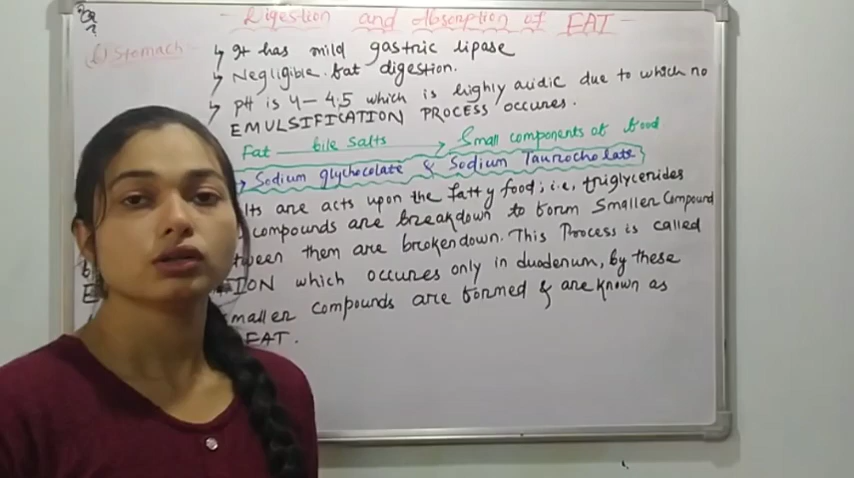 Digestion and Absorption of FAT
b) Stomach - ↳ It has mild gastric lipase
↳ Negligible fat digestion.
↳ pH is 4-4.5 which is highly acidic due to which no
EMULSIFICATION PROCESS occures.
Fat bile salts → Small components of food
→ Sodium glychocolate & Sodium Taurocholate
lts are acts upon the fatty food; i.e., triglycerides
compounds are breakdown to form smaller Compound
tween them are brokendown. This Process is called
ION which occures only in duodenum, by these
smaller compounds are formed & are known as
FAT.